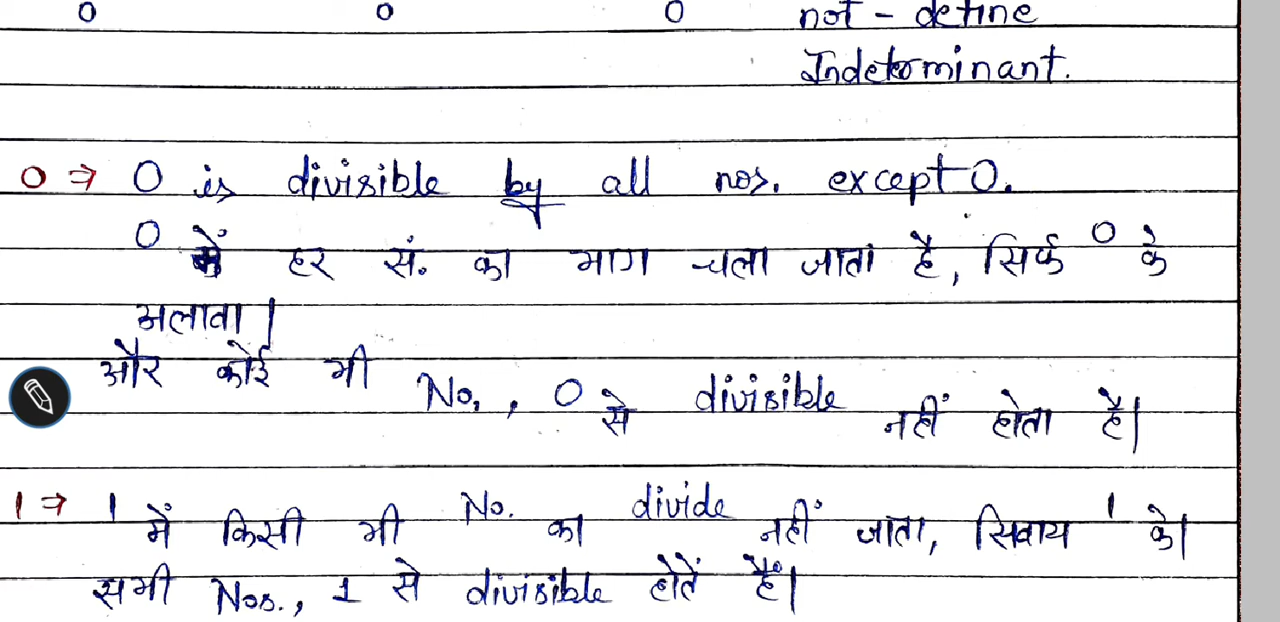 0 0 0 not - define
Indeterminant.
0 ⇒ 0 is divisible by all nos. except 0.
0 में हर सं. का भाग चला जाता है, सिर्फ 0 के
अलावा।
और कोई भी No., 0 से divisible नहीं होता है।
1 ⇒ 1 में किसी भी No. का divide नहीं जाता, सिवाय 1 के।
सभी Nos., 1 से divisible होतें हैं।